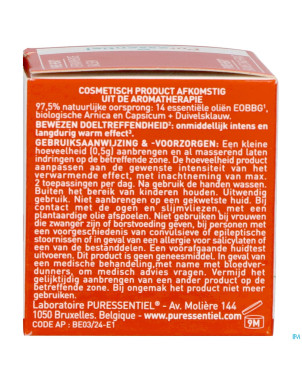 COSMETISCH PRODUCT AFKOMSTIG
UIT DE AROMATHERAPIE
97,5% natuurlijke oorsprong: 14 essentiële oliën EOBBG¹,
biologische Arnica en Capsicum + Duivelsklauw.
BEWEZEN DOELTREFFENDHEID²: onmiddellijk intens en
langdurig warm effect³.
GEBRUIKSAANWIJZING & -VOORZORGEN: Een kleine
hoeveelheid (0,5g) aanbrengen en al masserend laten
indringen op de betreffende zone. De hoeveelheid product
aanpassen aan de gewenste intensiteit van het
verwarmende effect, met inachtneming van max.
2 toepassingen per dag. Na gebruik de handen wassen.
Buiten het bereik van kinderen houden. Uitwendig
gebruik. Niet aanbrengen op een gekwetste huid. Bij
contact met de ogen en slijmvliezen, reinigen met
plantaardige olie afspoelen. Niet gebruiken bij vrouwen
die zwanger zijn of borstvoeding geven, bij personen met
een voorgeschiedenis van convulsieve of epileptische
stoornissen of in geval van een allergie voor salicylaten of
een van de bestanddelen. Een voorafgaande huidtest
uitvoeren. Dit product is geen geneesmiddel. In geval van
een medische behandeling, met name met bloedver-
dunners, om medisch advies vragen. Vermijd het
gelijktijdig aanbrengen van een ander product op de
betreffende zone. Bij het niet bereiken van de bodem het
product niet meer gebruiken.
Laboratoire PURESSENTIEL® - Av. Molière 144
1050 Bruxelles. Belgique - www.puressentiel.com
CODE AP : BE03/24-E1
9M